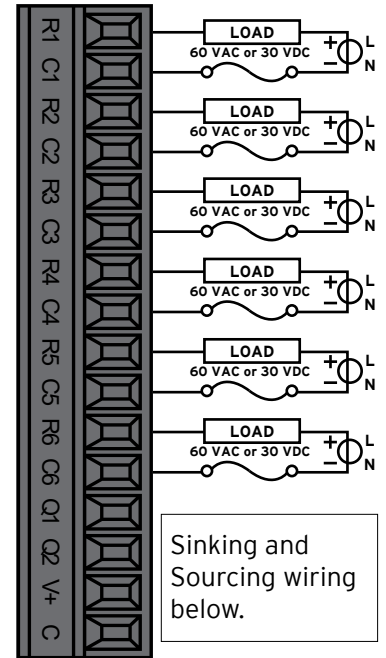 R1
C1
R2
C2
R3
C3
R4
C4
R5
C5
R6
C6
Q1
Q2
V+
C
LOAD
60 VAC or 30 VDC
+ L
− N
LOAD
60 VAC or 30 VDC
+ L
− N
LOAD
60 VAC or 30 VDC
+ L
− N
LOAD
60 VAC or 30 VDC
+ L
− N
LOAD
60 VAC or 30 VDC
+ L
− N
LOAD
60 VAC or 30 VDC
+ L
− N
Sinking and
Sourcing wiring
below.